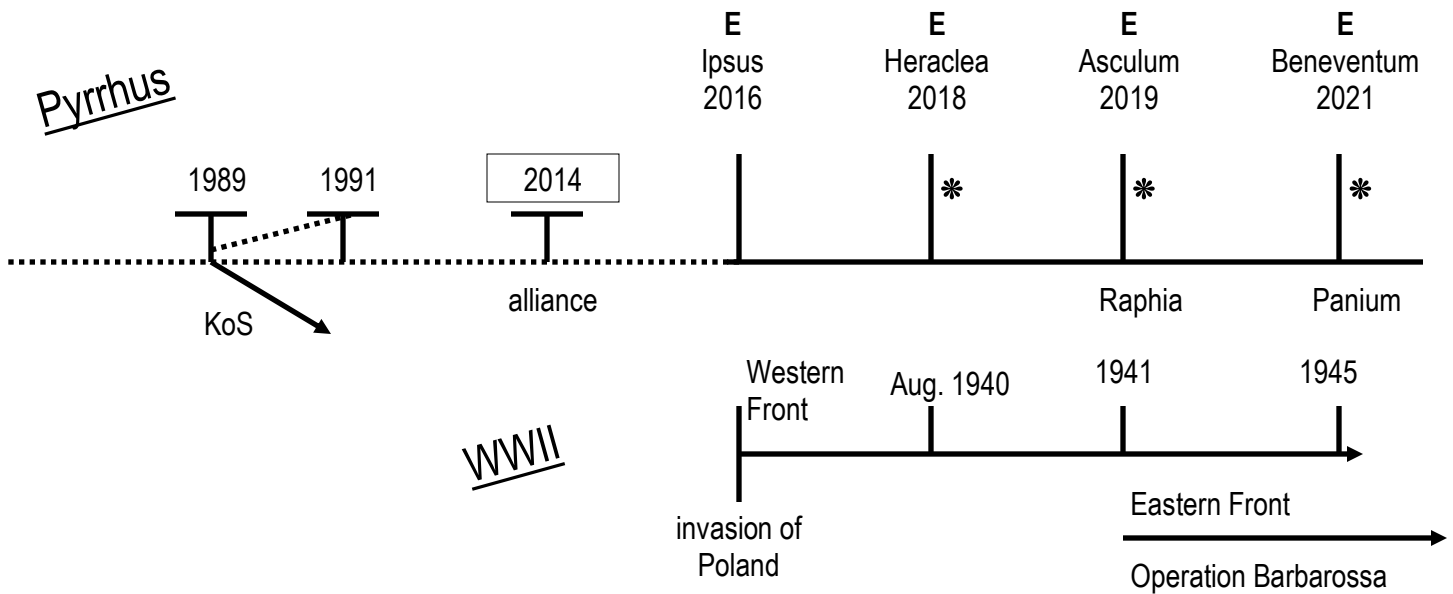 E
Ipsus
2016
E
Heraclea
2018
E
Asculum
2019
E
Beneventum
2021
Pyrrhus
1989
1991
2014
KoS
alliance
Raphia
Panium
WWII
Western
Front
Aug. 1940
1941
1945
invasion of
Poland
Eastern Front
Operation Barbarossa